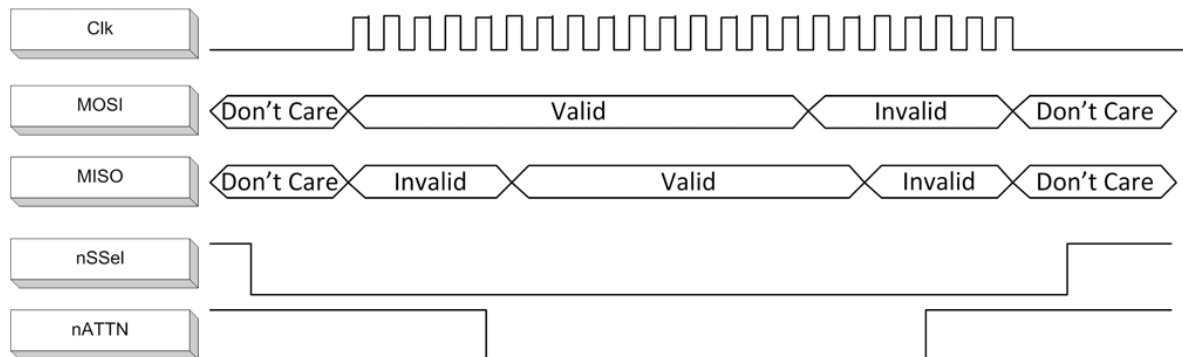 Clk
MOSI Don't Care Valid Invalid Don't Care
MISO Don't Care Invalid Valid Invalid Don't Care
nSSel
nATTN